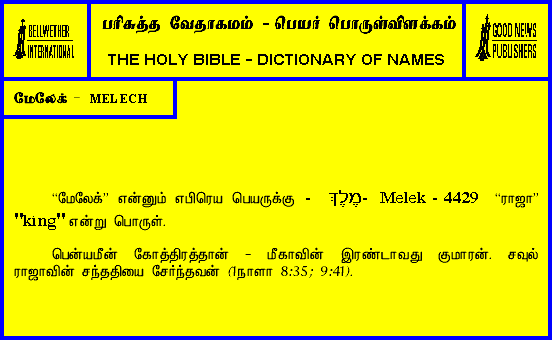 BELLWETHER
INTERNATIONAL
பரிசுத்த வேதாகமம் - பெயர் பொருள்விளக்கம்
THE HOLY BIBLE - DICTIONARY OF NAMES
GOOD NEWS
PUBLISHERS
மேலேக் - MELECH
“மேலேக்” என்னும் எபிரெய பெயருக்கு - מֶלֶךְ - Melek - 4429 “ராஜா”
"king" என்று பொருள்.
பென்யமீன் கோத்திரத்தான் - மீகாவின் இரண்டாவது குமாரன். சவுல்
ராஜாவின் சந்ததியை சேர்ந்தவன் (1நாளா 8:35; 9:41).